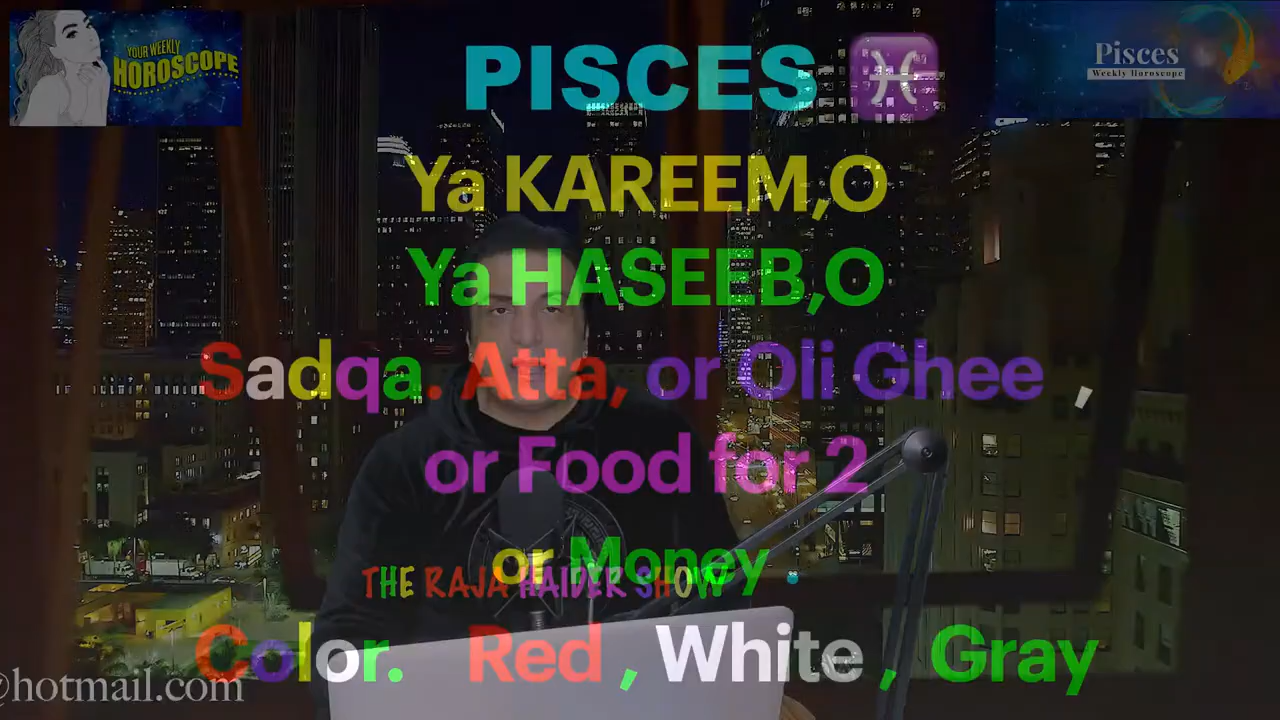 YOUR WEEKLY
HOROSCOPE
PISCES ♓
Pisces
Weekly Horoscope
Ya KAREEM,O
Ya HASEEB,O
Sadqa. Atta, or Oli Ghee ,
or Food for 2
or Money
THE RAJA HAIDER SHOW
Color. Red , White , Gray
@hotmail.com